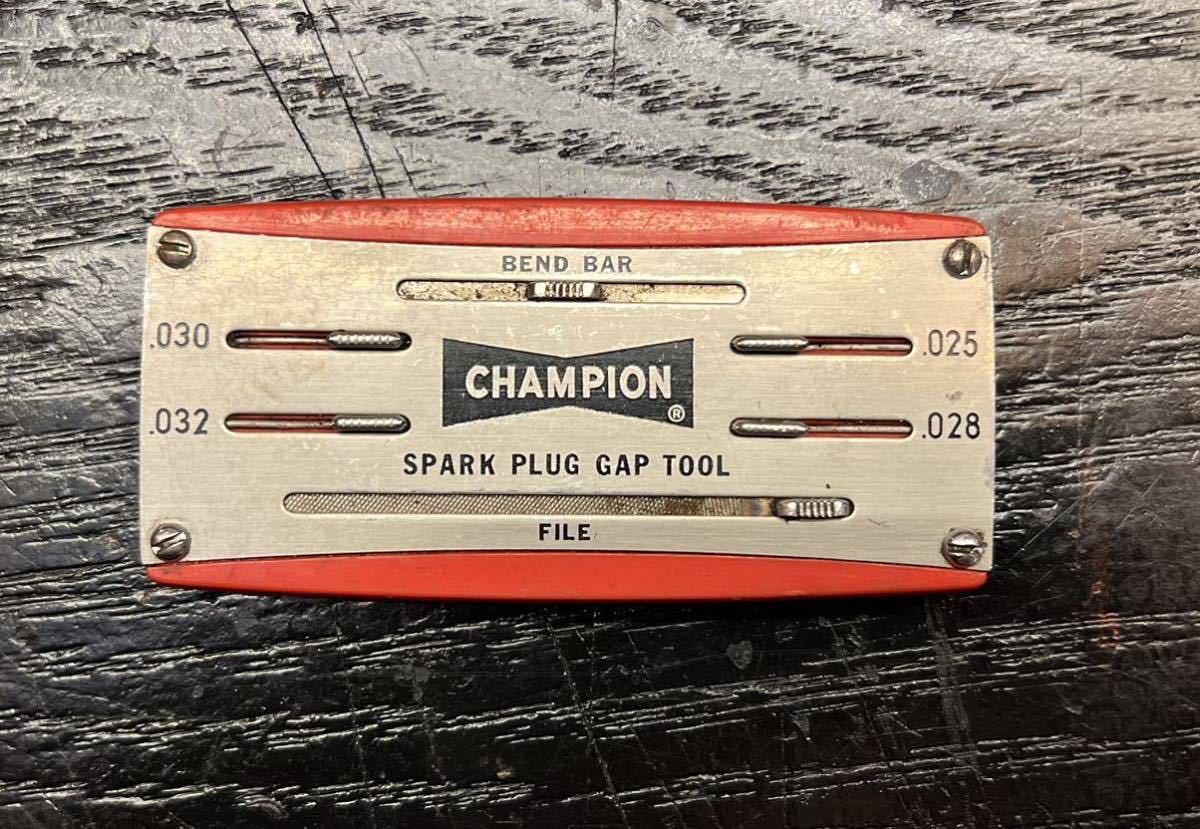 BEND BAR
.030
.025
CHAMPION
®
.032
.028
SPARK PLUG GAP TOOL
FILE